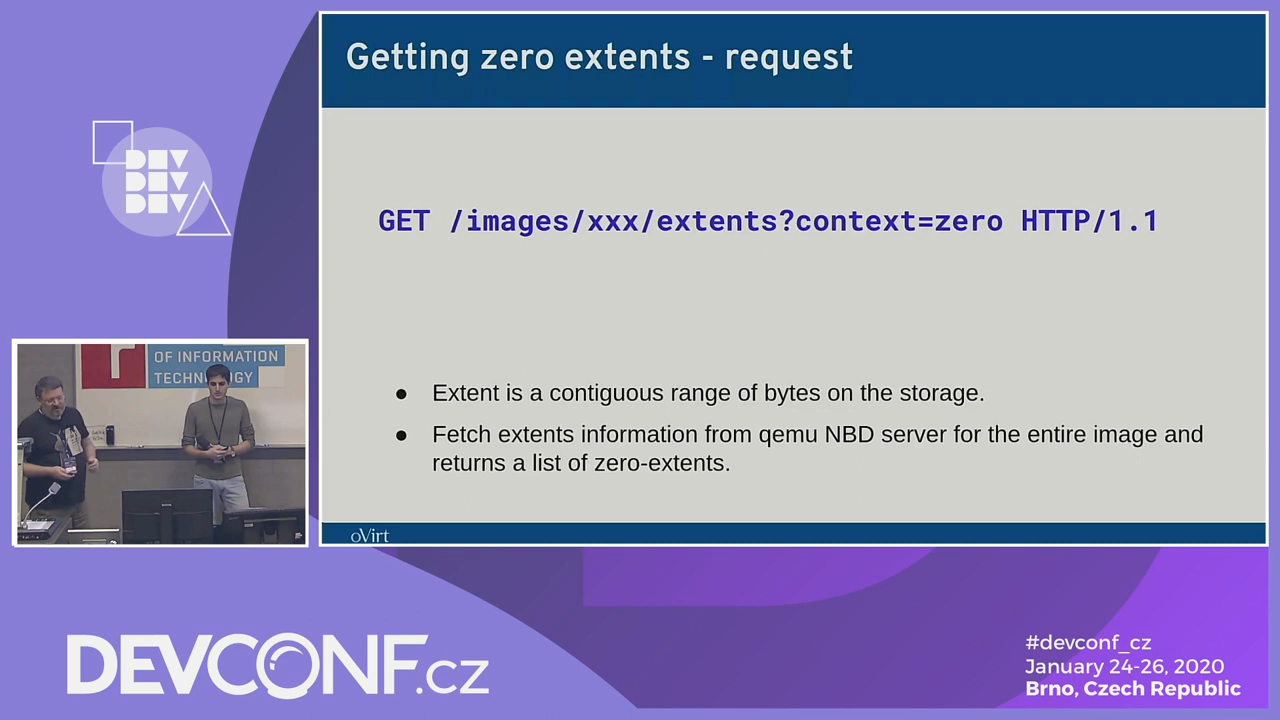 Getting zero extents - request
GET /images/xxx/extents?context=zero HTTP/1.1
● Extent is a contiguous range of bytes on the storage.
● Fetch extents information from qemu NBD server for the entire image and
returns a list of zero-extents.
oVirt
DEV
DEV
DEV
OF INFORMATION
TECHNOLOGY
DEVCONF.cz
#devconf_cz
January 24-26, 2020
Brno, Czech Republic